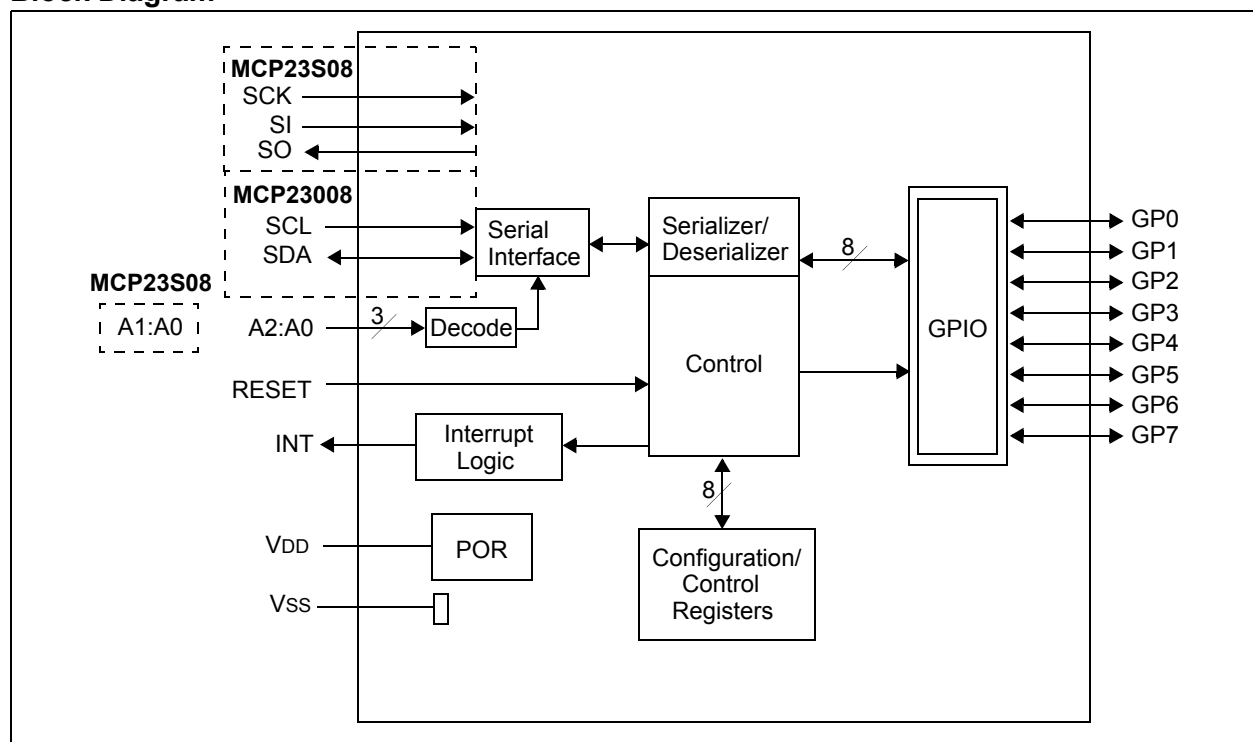 MCP23S08
SCK
SI
SO
MCP23008
SCL
SDA
MCP23S08
A1:A0
A2:A0
3
Decode
Serial
Interface
Serializer/
Deserializer
8
Control
GPIO
GP0
GP1
GP2
GP3
GP4
GP5
GP6
GP7
RESET
INT
Interrupt
Logic
8
VDD
POR
Configuration/
Control
Registers
VSS